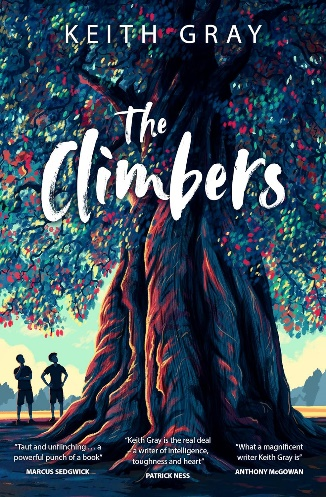 KEITH GRAY
The
Climbers
"Taut and unflinching . . . a
powerful punch of a book"
MARCUS SEDGWICK
"Keith Gray is the real deal
– a writer of intelligence,
toughness and heart"
PATRICK NESS
"What a magnificent
writer Keith Gray is"
ANTHONY McGOWAN